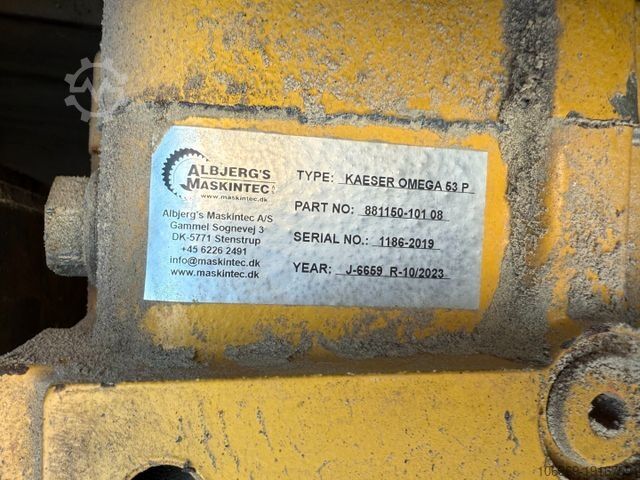 ALBJERG'S
MASKINTEC A/S
www.maskintec.dk
Albjerg's Maskintec A/S
Gammel Sognevej 3
DK-5771 Stenstrup
+45 6226 2491
info@maskintec.dk
www.maskintec.dk
TYPE: KAESER OMEGA 53 P
PART NO: 881150-101 08
SERIAL NO.: 1186-2019
YEAR: J-6659 R-10/2023